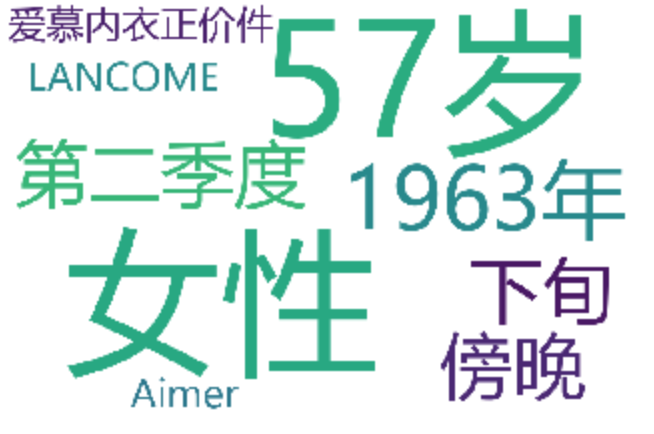 爱慕内衣正价件
57岁
LANCOME
第二季度
1963年
女性
下旬
傍晚
Aimer